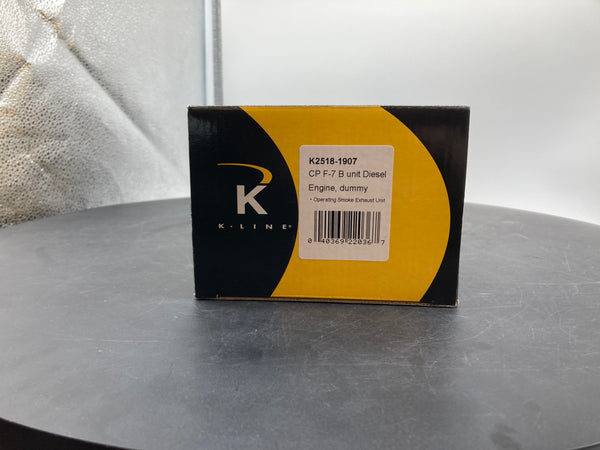 K
K·LINE®
K2518-1907
CP F-7 B unit Diesel
Engine, dummy
• Operating Smoke Exhaust Unit
0 40369 22036 7